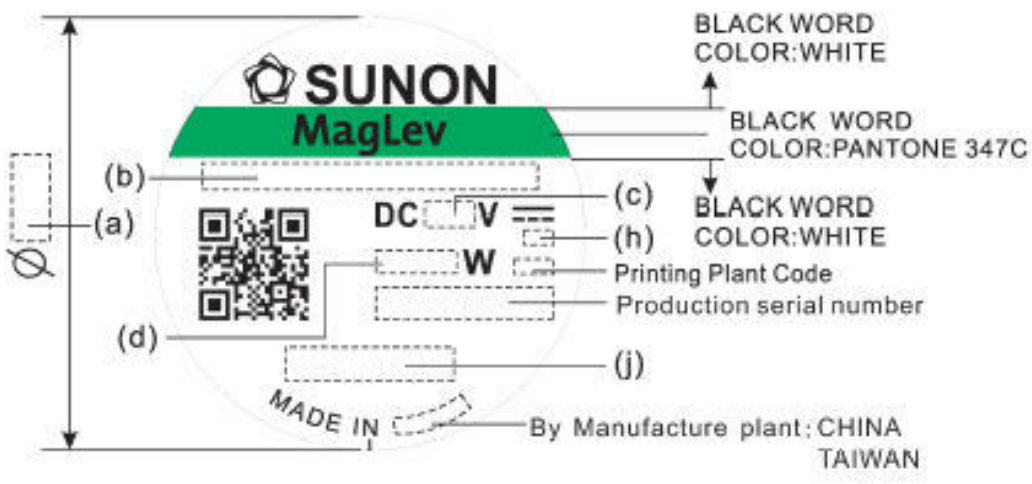 BLACK WORD
COLOR:WHITE
SUNON
MagLev
BLACK WORD
COLOR:PANTONE 347C
(b)
(a)
Ø
DC V
(c)
BLACK WORD
COLOR:WHITE
(h)
W
Printing Plant Code
Production serial number
(d)
(j)
MADE IN
By Manufacture plant: CHINA
TAIWAN